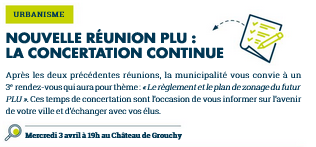 URBANISME
NOUVELLE RÉUNION PLU :
LA CONCERTATION CONTINUE
Après les deux précédentes réunions, la municipalité vous convie à un
3e rendez-vous qui aura pour thème : « Le règlement et le plan de zonage du futur
PLU ». Ces temps de concertation sont l'occasion de vous informer sur l'avenir
de votre ville et d'échanger avec vos élus.
Mercredi 3 avril à 19h au Château de Grouchy